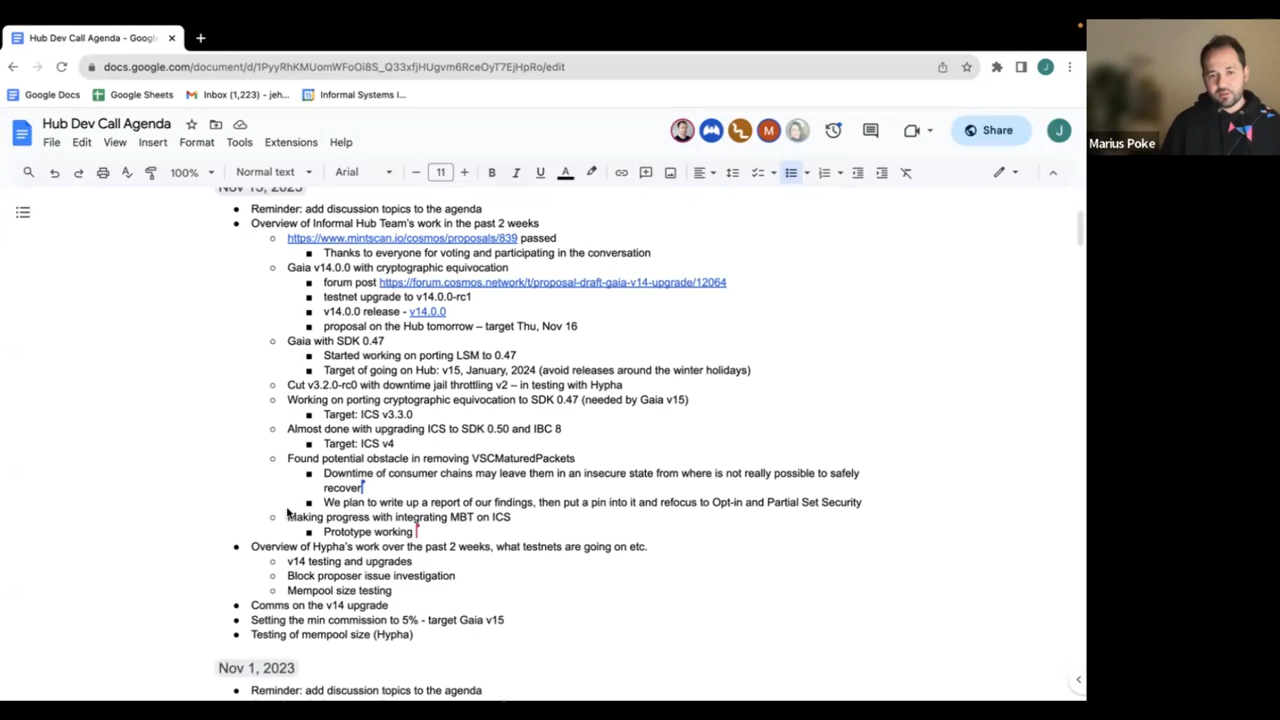 Hub Dev Call Agenda - Googl
docs.google.com/document/d/1PyyRhKMUomWFoOi8S_Q33xfjHUgvm6RceOyT7EjHpRo/edit
J
Google Docs
Google Sheets
Inbox (1,223) - jeh...
Informal Systems I...
Hub Dev Call Agenda
File Edit View Insert Format Tools Extensions Help
M
Share
J
100%
Normal text
Arial
11
B I U A
Marius Poke
Nov 15, 2023
Reminder: add discussion topics to the agenda
Overview of Informal Hub Team's work in the past 2 weeks
https://www.mintscan.io/cosmos/proposals/839 passed
Thanks to everyone for voting and participating in the conversation
Gaia v14.0.0 with cryptographic equivocation
forum post https://forum.cosmos.network/t/proposal-draft-gaia-v14-upgrade/12064
testnet upgrade to v14.0.0-rc1
v14.0.0 release - v14.0.0
proposal on the Hub tomorrow – target Thu, Nov 16
Gaia with SDK 0.47
Started working on porting LSM to 0.47
Target of going on Hub: v15, January, 2024 (avoid releases around the winter holidays)
Cut v3.2.0-rc0 with downtime jail throttling v2 – in testing with Hypha
Working on porting cryptographic equivocation to SDK 0.47 (needed by Gaia v15)
Target: ICS v3.3.0
Almost done with upgrading ICS to SDK 0.50 and IBC 8
Target: ICS v4
Found potential obstacle in removing VSCMaturedPackets
Downtime of consumer chains may leave them in an insecure state from where is not really possible to safely
recover
We plan to write up a report of our findings, then put a pin into it and refocus to Opt-in and Partial Set Security
Making progress with integrating MBT on ICS
Prototype working
Overview of Hypha's work over the past 2 weeks, what testnets are going on etc.
v14 testing and upgrades
Block proposer issue investigation
Mempool size testing
Comms on the v14 upgrade
Setting the min commission to 5% - target Gaia v15
Testing of mempool size (Hypha)
Nov 1, 2023
Reminder: add discussion topics to the agenda